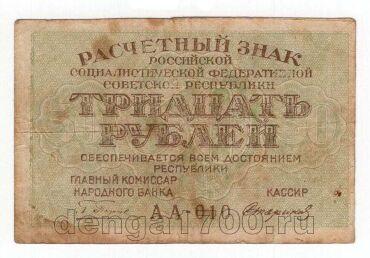 РАСЧЕТНЫЙ ЗНАК
РОССИЙСКОЙ
СОЦИАЛИСТИЧЕСКОЙ ФЕДЕРАТИВНОЙ
СОВЕТСКОЙ РЕСПУБЛИКИ
ТРИДЦАТЬ
РУБЛЕЙ
ОБЕСПЕЧИВАЕТСЯ ВСЕМ ДОСТОЯНИЕМ
РЕСПУБЛИКИ
ГЛАВНЫЙ КОМИССАР
НАРОДНОГО БАНКА
КАССИР
АА-010
denga1700.ru